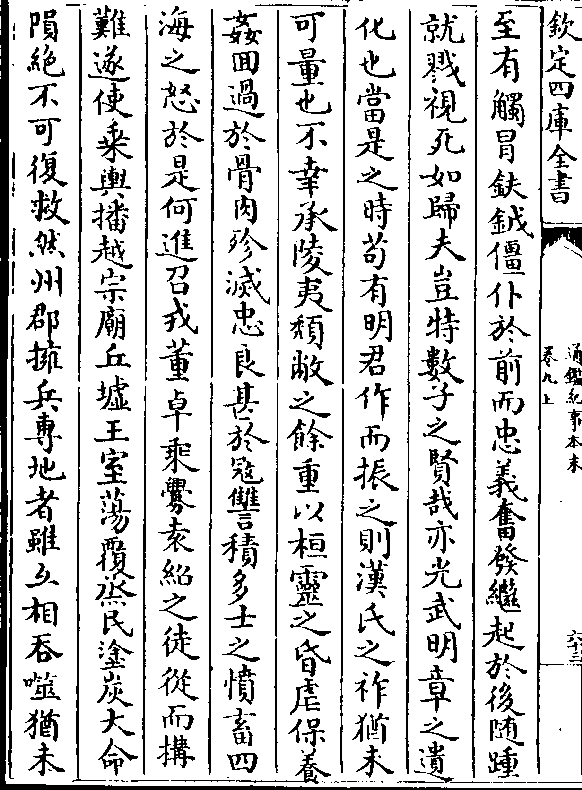 欽定四庫全書
通鑑紀事本末
卷九上
六十三
至有觸冒鈇鉞僵仆於前而忠義奮發繼起於後隨踵
就戮視死如歸夫豈特數子之賢哉亦光武明章之遺
化也當是之時苟有明君作而振之則漢氏之祚猶未
可量也不幸承陵夷頽敝之餘重以桓靈之昏虐保養
姦回過於骨肉殄滅忠良甚於寇讐積多士之憤畜四
海之怒於是何進召戎董卓乘釁袁紹之徒從而搆
難遂使乗輿播越宗廟丘墟王室蕩覆烝民塗炭大命
隕絶不可復救然州郡擁兵專地者雖互相吞噬猶未